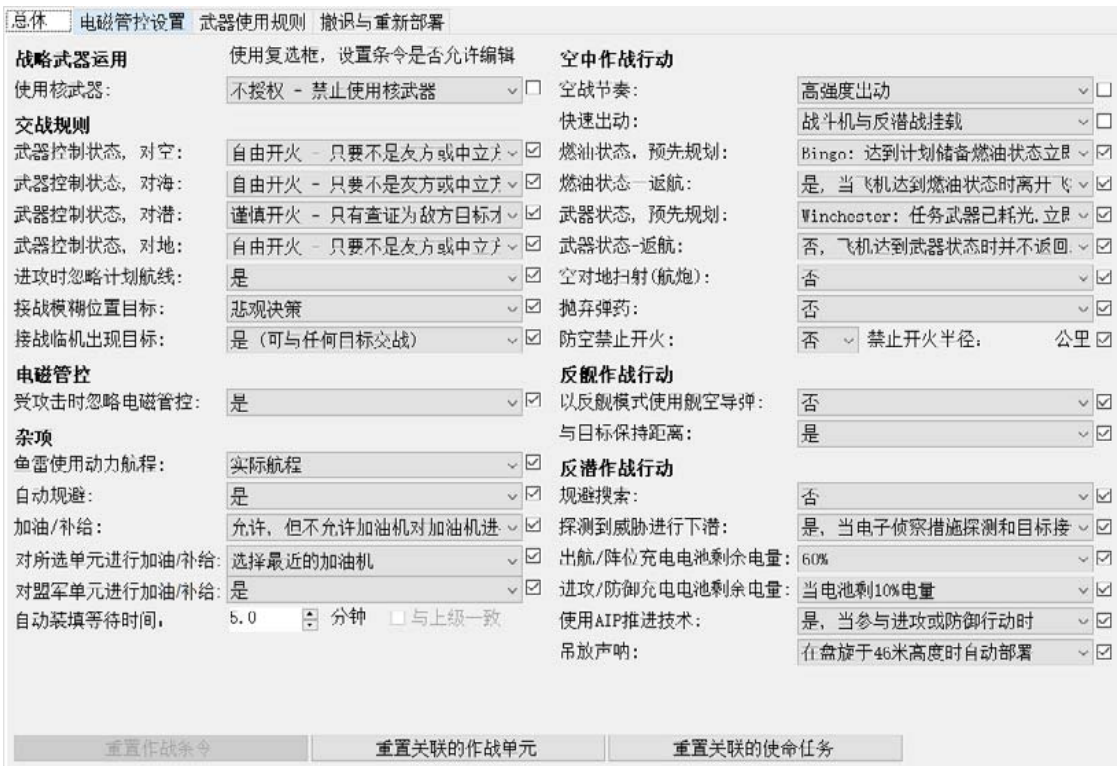 总体 电磁管控设置 武器使用规则 撤退与重新部署
战略武器运用 使用复选框，设置条令是否允许编辑
使用核武器： 不授权 - 禁止使用核武器
交战规则
武器控制状态，对空： 自由开火 - 只要不是友方或中立方
武器控制状态，对海： 自由开火 - 只要不是友方或中立方
武器控制状态，对潜： 谨慎开火 - 只有查证为敌方目标才
武器控制状态，对地： 自由开火 - 只要不是友方或中立方
进攻时忽略计划航线： 是
接战模糊位置目标： 悲观决策
接战临机出现目标： 是（可与任何目标交战）
电磁管控
受攻击时忽略电磁管控： 是
杂项
鱼雷使用动力航程： 实际航程
自动规避： 是
加油/补给： 允许，但不允许加油机对加油机进
对所选单元进行加油/补给： 选择最近的加油机
对盟军单元进行加油/补给： 是
自动装填等待时间， 5.0 分钟 与上级一致
空中作战行动
空战节奏： 高强度出动
快速出动： 战斗机与反潜战挂载
燃油状态，预先规划： Bingo：达到计划储备燃油状态立即
燃油状态—返航： 是，当飞机达到燃油状态时离开飞
武器状态，预先规划： Winchester：任务武器已耗光.立即
武器状态-返航： 否，飞机达到武器状态时并不返回.
空对地扫射(航炮)： 否
抛弃弹药： 否
防空禁止开火： 否 禁止开火半径： 公里
反舰作战行动
以反舰模式使用舰空导弹： 否
与目标保持距离： 是
反潜作战行动
规避搜索： 否
探测到威胁进行下潜： 是，当电子侦察措施探测和目标接
出航/阵位充电电池剩余电量： 60%
进攻/防御充电电池剩余电量： 当电池剩10%电量
使用AIP推进技术： 是，当参与进攻或防御行动时
吊放声呐： 在盘旋于46米高度时自动部署
重置作战条令 重置关联的作战单元 重置关联的使命任务